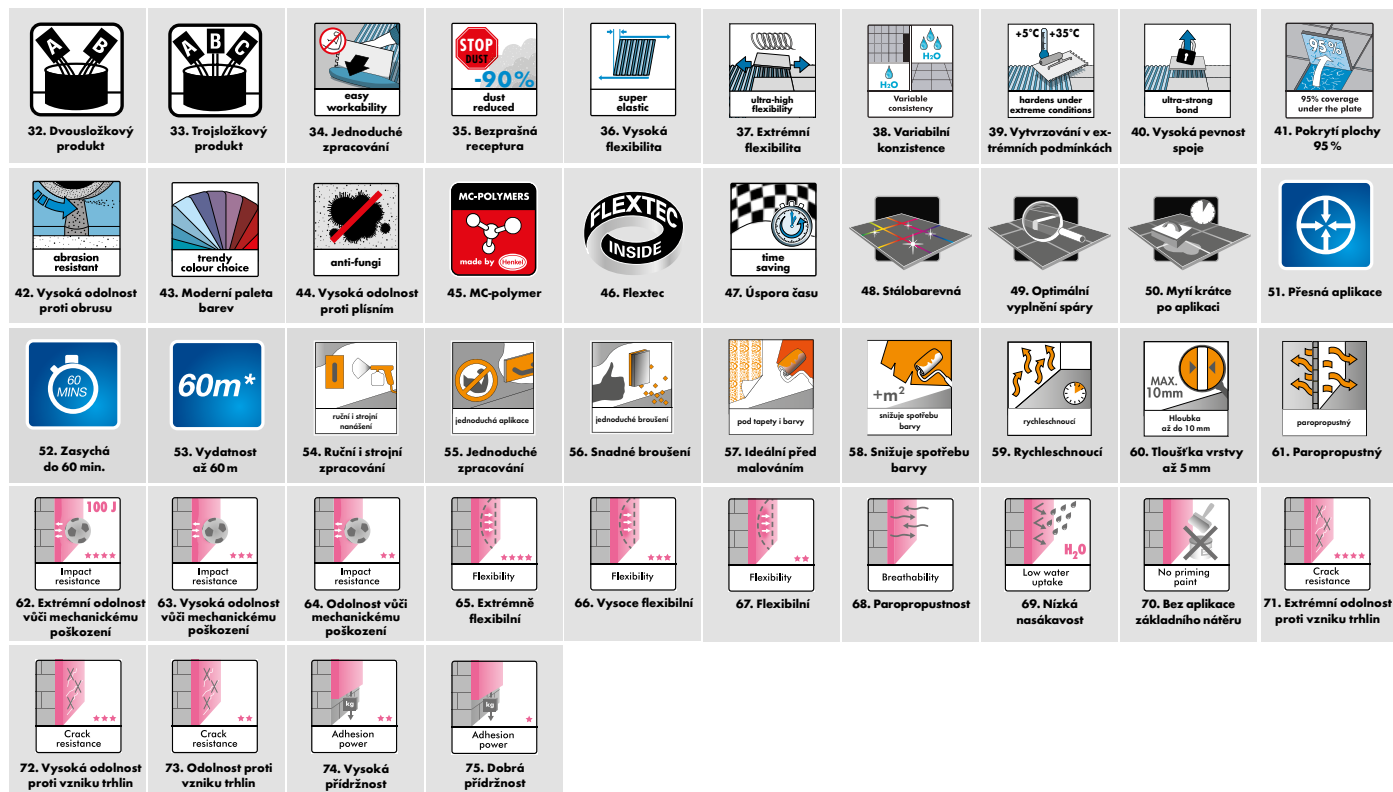 A B
32. Dvousložkový
produkt
A B C
33. Trojsložkový
produkt
easy
workability
34. Jednoduché
zpracování
STOP
DUST
-90%
dust
reduced
35. Bezprašná
receptura
super
elastic
36. Vysoká
flexibilita
ultra-high
flexibility
37. Extrémní
flexibilita
H₂O
H₂O
Variable
consistency
38. Variabilní
konzistence
+5°C +35°C
hardens under
extreme conditions
39. Vytvrzování v ex-
trémních podmínkách
1
ultra-strong
bond
40. Vysoká pevnost
spoje
95%
95% coverage
under the plate
41. Pokrytí plochy
95 %
abrasion
resistant
42. Vysoká odolnost
proti obrusu
trendy
colour choice
43. Moderní paleta
barev
anti-fungi
44. Vysoká odolnost
proti plísním
MC-POLYMERS
made by Henkel
45. MC-polymer
FLEXTEC
INSIDE
46. Flextec
time
saving
47. Úspora času
48. Stálobarevná
49. Optimální
vyplnění spáry
50. Mytí krátce
po aplikaci
51. Přesná aplikace
60
MINS
52. Zasychá
do 60 min.
60m*
53. Vydatnost
až 60 m
ruční i strojní
nanášení
54. Ruční i strojní
zpracování
jednoduchá aplikace
55. Jednoduché
zpracování
jednoduché broušení
56. Snadné broušení
pod tapety i barvy
57. Ideální před
malováním
+m²
snižuje spotřebu
barvy
58. Snižuje spotřebu
barvy
rychleschnoucí
59. Rychleschnoucí
MAX.
10mm
Hloubka
až do 10 mm
60. Tloušťka vrstvy
až 5 mm
paropropustný
61. Paropropustný
100 J
Impact
resistance
62. Extrémní odolnost
vůči mechanickému
poškození
Impact
resistance
63. Vysoká odolnost
vůči mechanickému
poškození
Impact
resistance
64. Odolnost vůči
mechanickému
poškození
Flexibility
65. Extrémně
flexibilní
Flexibility
66. Vysoce flexibilní
Flexibility
67. Flexibilní
Breathability
68. Paropropustnost
H₂O
Low water
uptake
69. Nízká
nasákavost
No priming
paint
70. Bez aplikace
základního nátěru
Crack
resistance
71. Extrémní odolnost
proti vzniku trhlin
Crack
resistance
72. Vysoká odolnost
proti vzniku trhlin
Crack
resistance
73. Odolnost proti
vzniku trhlin
kg
Adhesion
power
74. Vysoká
přídržnost
kg
Adhesion
power
75. Dobrá
přídržnost